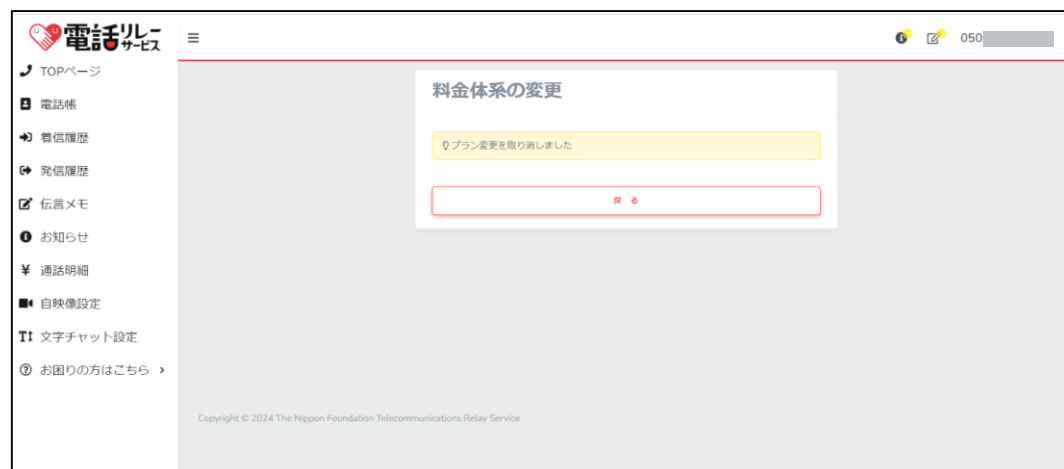 電話リレーサービス
050
TOPページ
電話帳
着信履歴
発信履歴
伝言メモ
お知らせ
¥ 通話明細
自映像設定
文字チャット設定
お困りの方はこちら
料金体系の変更
プラン変更を取り消しました
戻 る
Copyright © 2024 The Nippon Foundation Telecommunications Relay Service